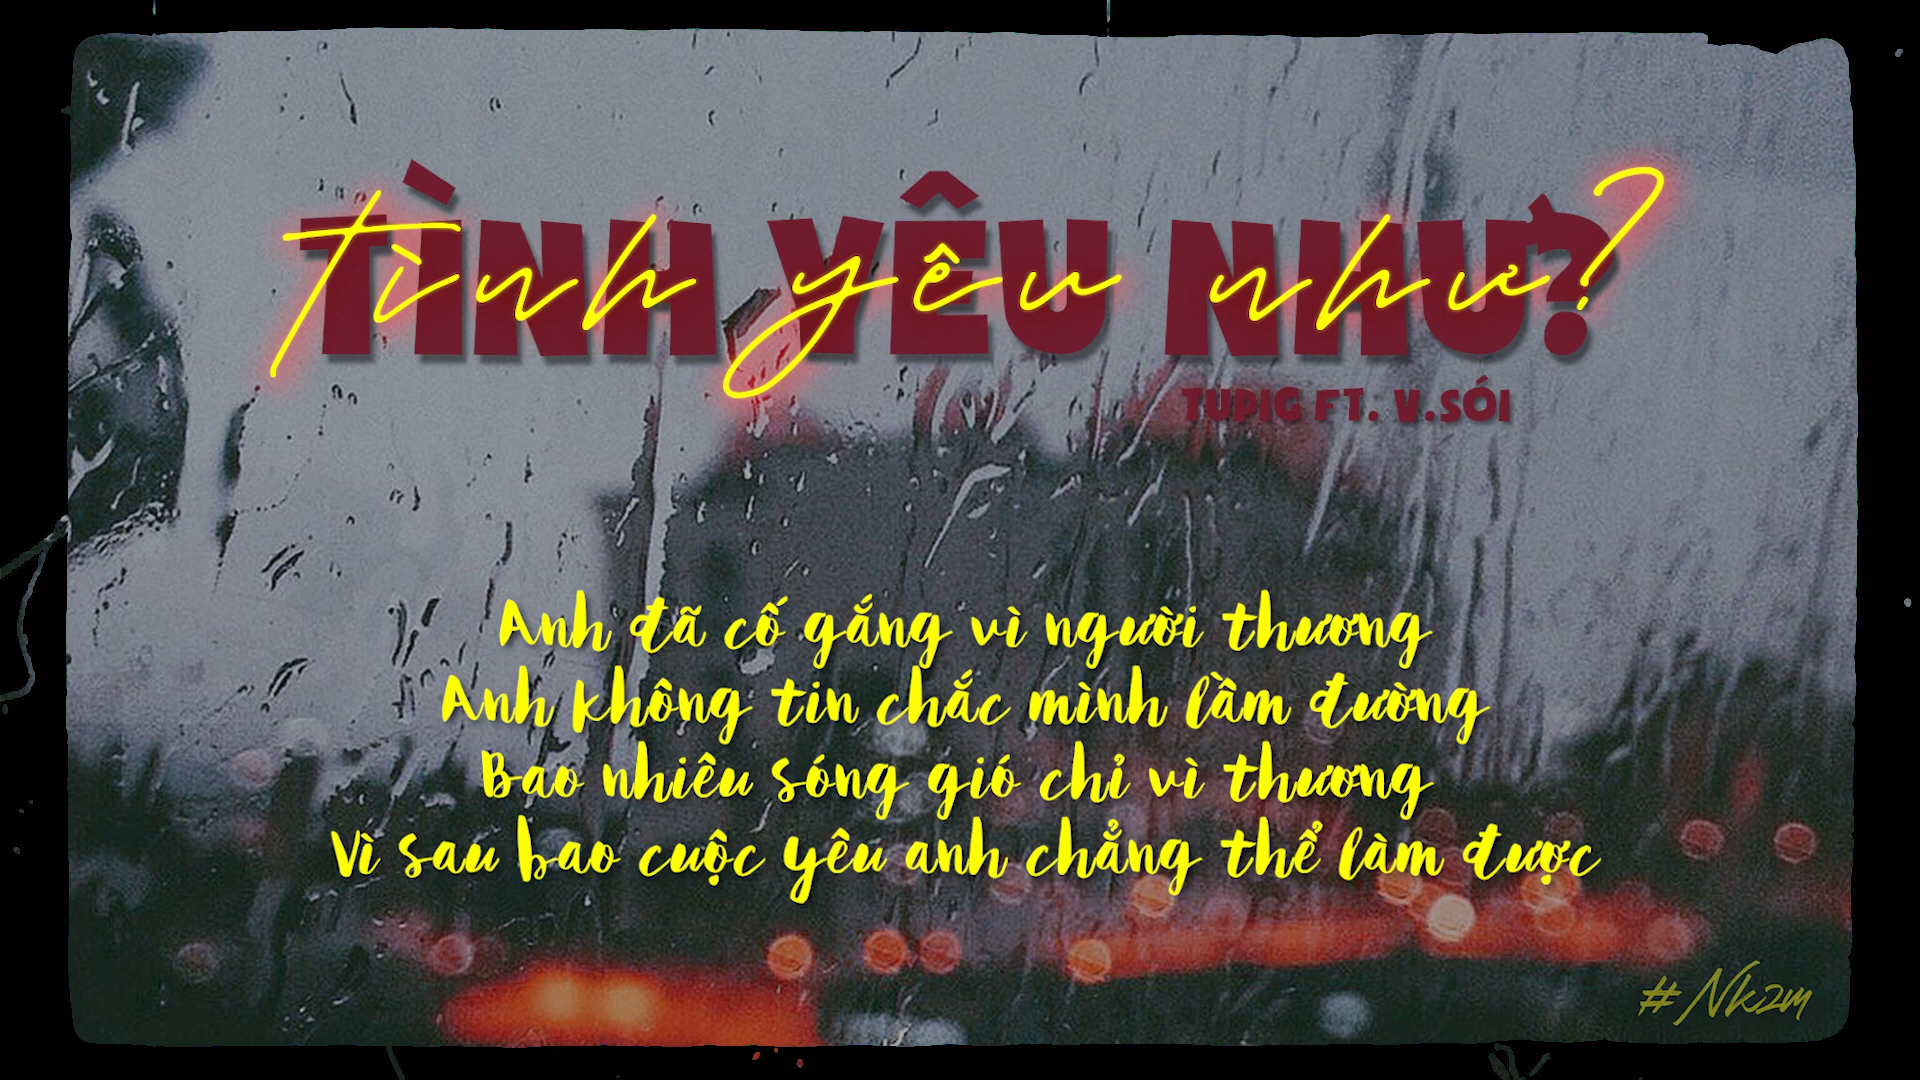 TÌNH YÊU NHƯ?
tình yêu như?
TUPIG FT. V.SÓI
Anh đã cố gắng vì người thương
Anh không tin chắc mình lầm đường
Bao nhiêu sóng gió chỉ vì thương
Vì sau bao cuộc yêu anh chẳng thể làm được
# Nk2m